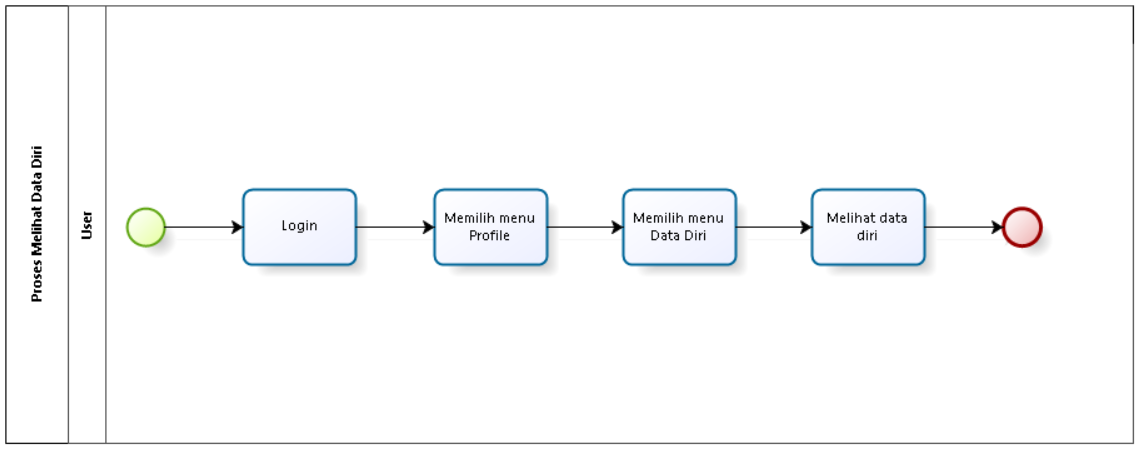 Proses Melihat Data Diri
User
Login
Memilih menu
Profile
Memilih menu
Data Diri
Melihat data
diri